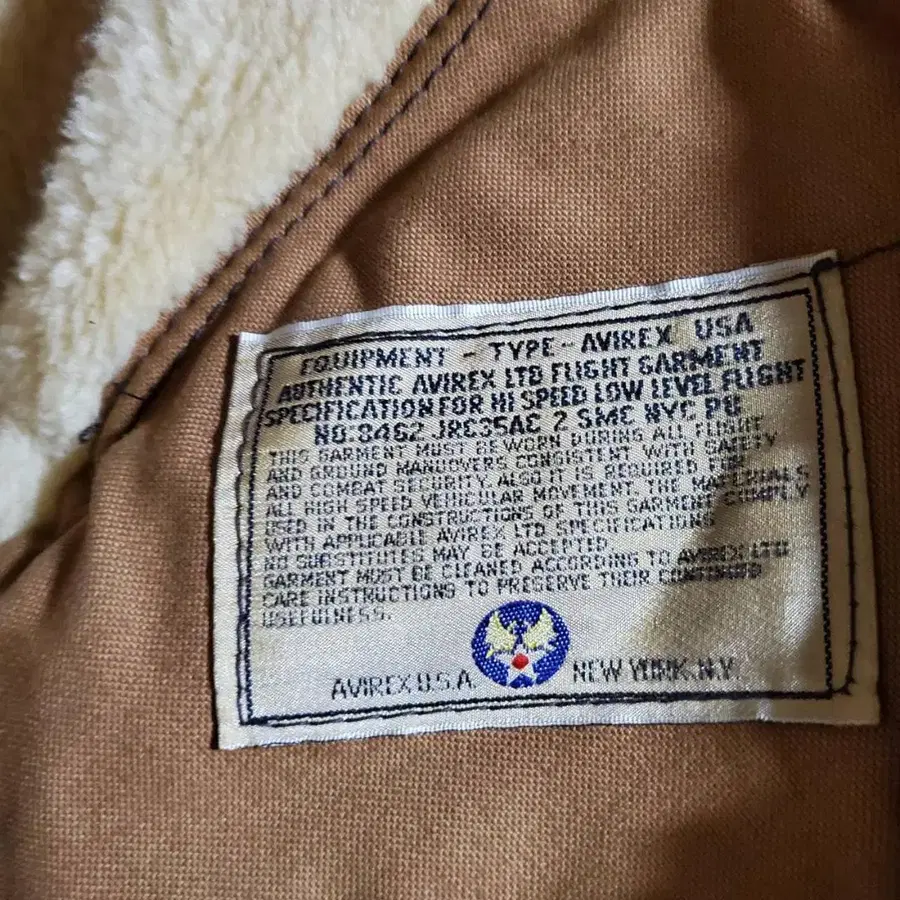 EQUIPMENT - TYPE - AVIREX USA
AUTHENTIC AVIREX LTD FLIGHT GARMENT
SPECIFICATION FOR HI SPEED LOW LEVEL FLIGHT
NO. 8462 JRC35AC 2 SMC NYC PU
THIS GARMENT MUST BE WORN DURING ALL FLIGHT
AND GROUND MANUOVERS CONSISTENT WITH SAFETY
AND COMBAT SECURITY. ALSO IT IS REQUIRED FOR
ALL HIGH SPEED VEHICULAR MOVEMENT. THE MATERIALS
USED IN THE CONSTRUCTIONS OF THIS GARMENT COMPLY
WITH APPLICABLE AVIREX LTD SPECIFICATIONS
NO SUBSTITUTES MAY BE ACCEPTED.
GARMENT MUST BE CLEANED ACCORDING TO AVIREX LTD
CARE INSTRUCTIONS TO PRESERVE THEIR CONTINUED
USEFULNESS.
AVIREX U.S.A. NEW YORK. N.Y.